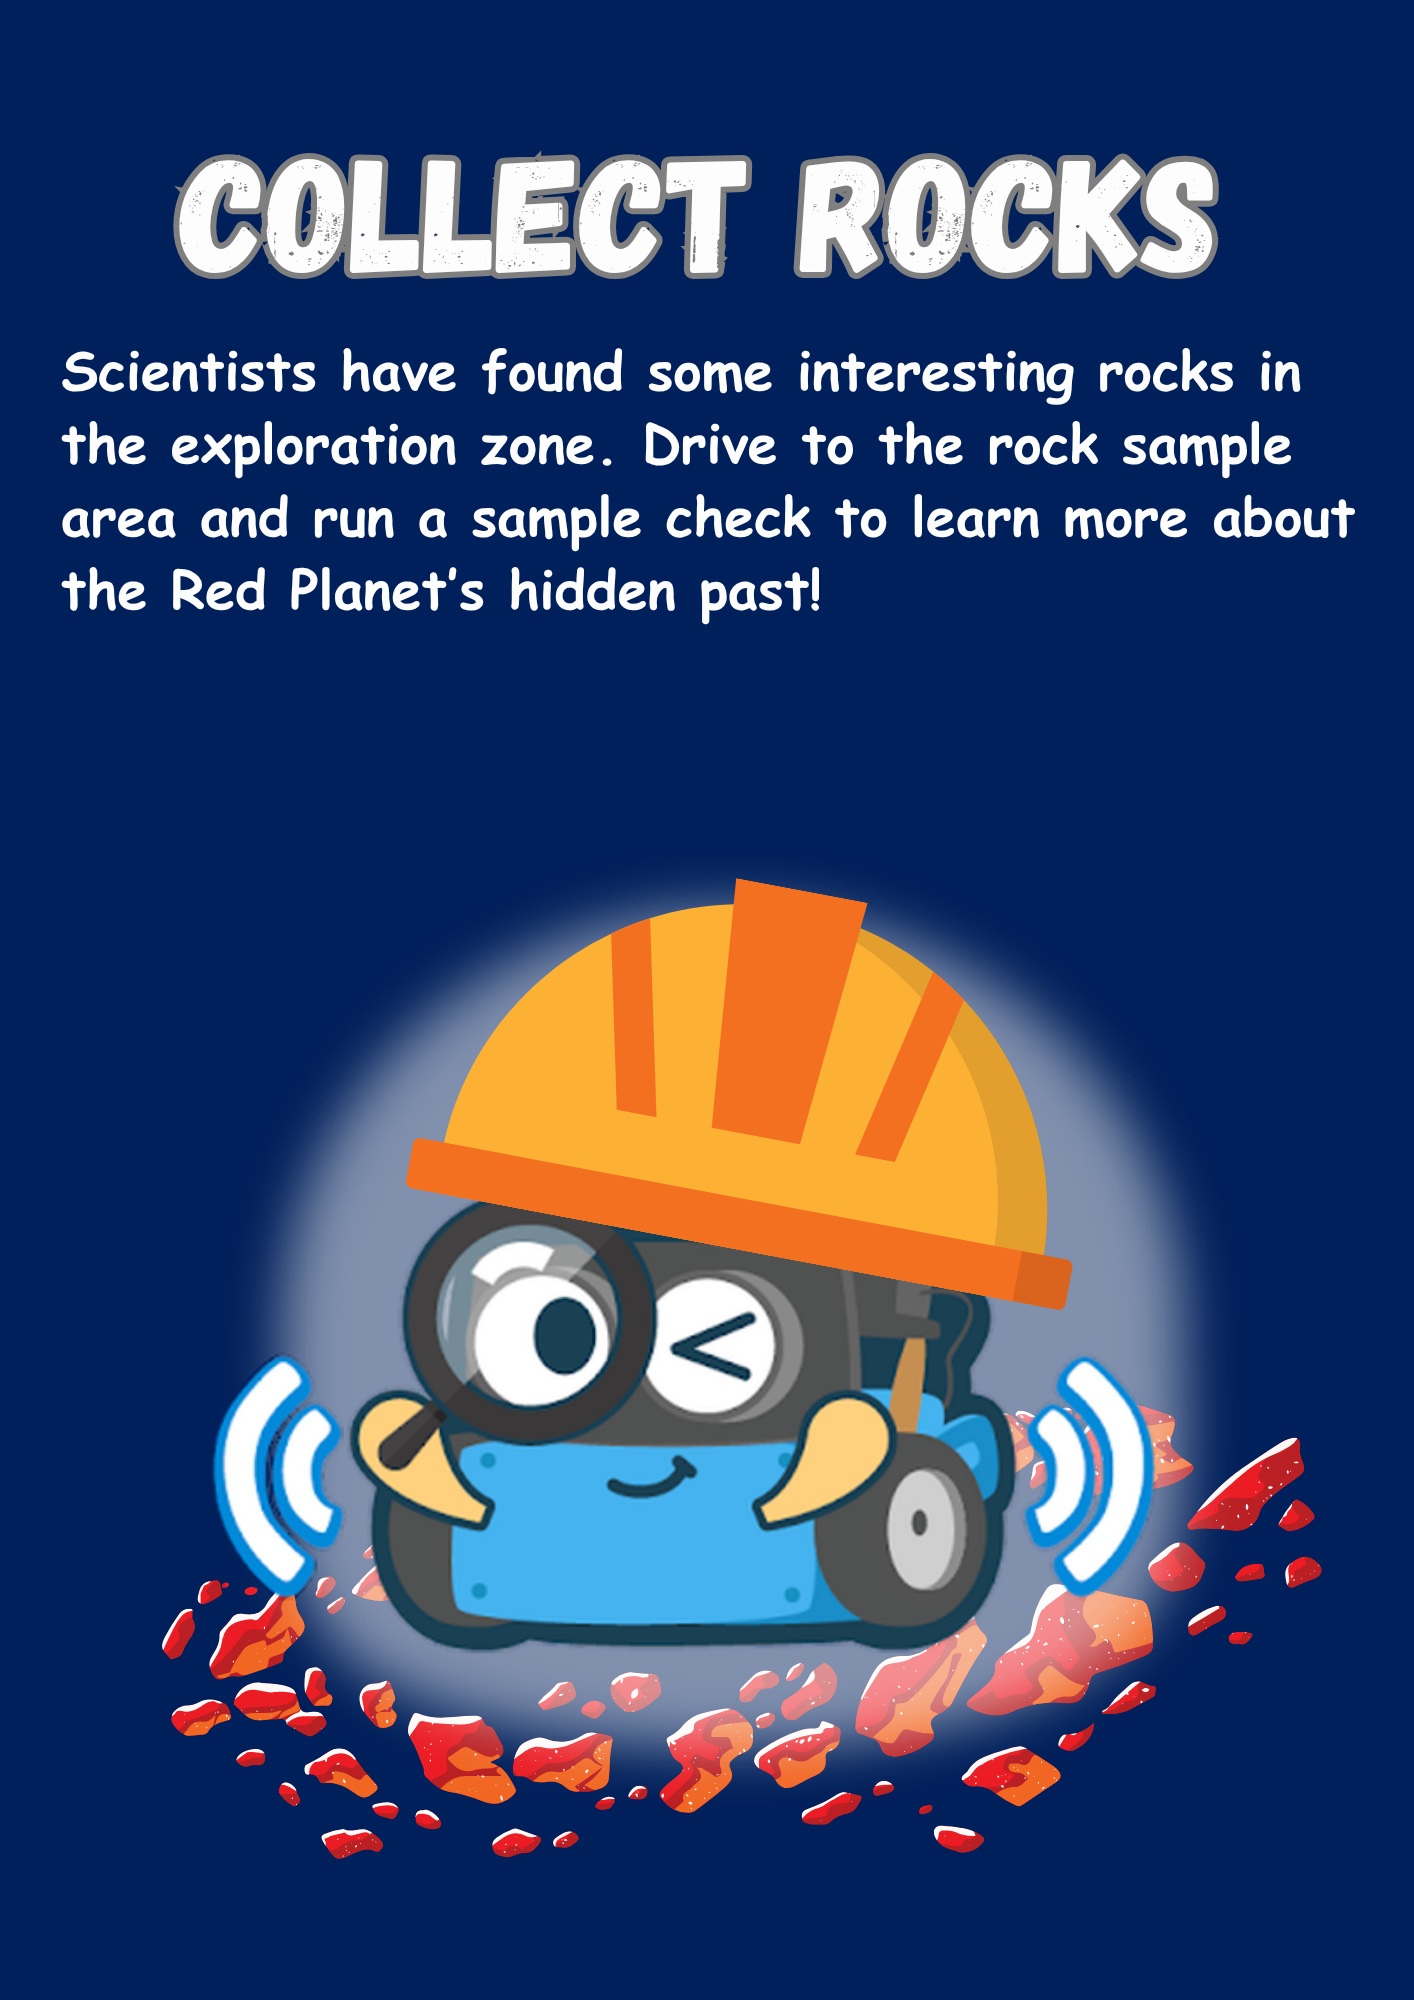 COLLECT ROCKS
Scientists have found some interesting rocks in
the exploration zone. Drive to the rock sample
area and run a sample check to learn more about
the Red Planet's hidden past!